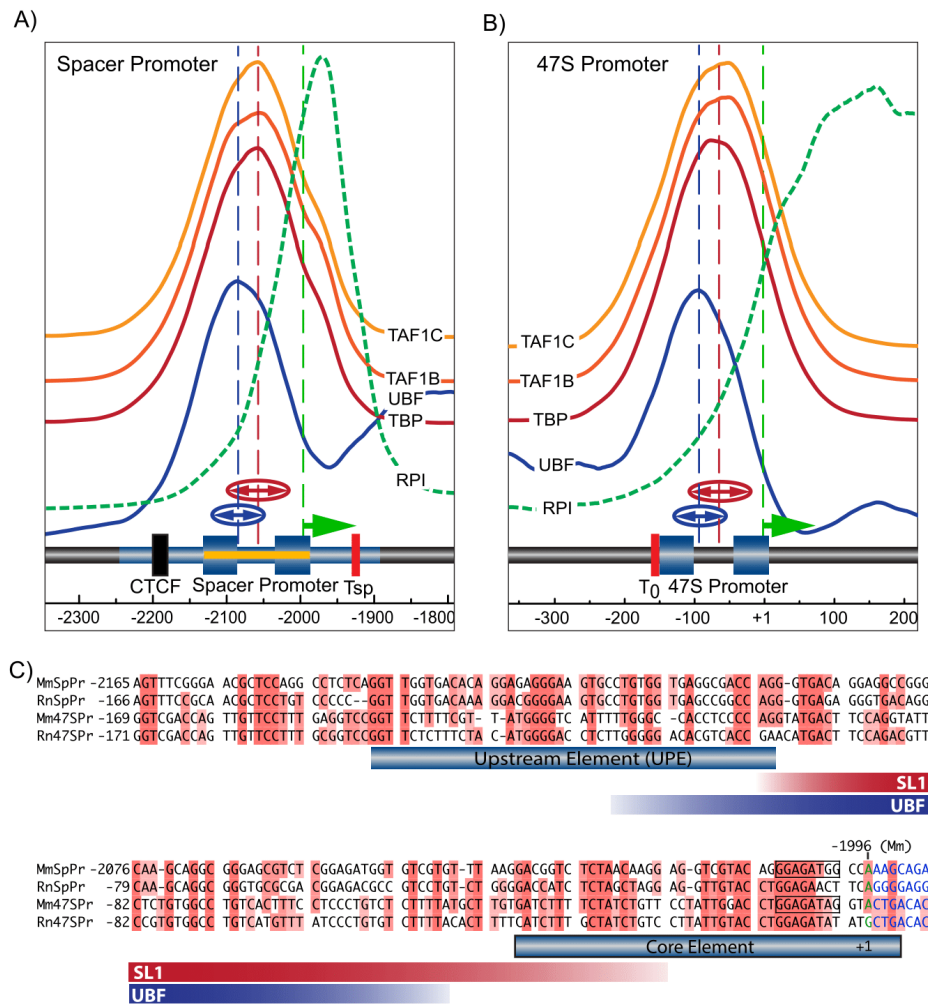 A)
Spacer Promoter
TAF1C
TAF1B
UBF
TBP
RPI
CTCF Spacer Promoter Tsp
-2300 -2200 -2100 -2000 -1900 -1800
B)
47S Promoter
TAF1C
TAF1B
TBP
UBF
RPI
T0 47S Promoter
-300 -200 -100 +1 100 200
C)
MmSpPr -2165 AGTTTCGGGA ACGCTCCAGG CCTCTCAGGT TGGTGACACA GGAGAGGGAA GTGCCTGTGG TGAGGCGACC AGG-GTGACA GGAGGCCGGG
RnSpPr -166 AGTTTCCGCA ACGCTCCTGT CCCCC--GGT TGGTGACAAA GGAGAGGGAA GTGCCTGTGG TGAGCCGGCC AGG-GTGAGA GGGTGACAGG
Mm47SPr -169 GGTCGACCAG TTGTTCCTTT GAGGTCCGGT TCTTTTCGT- T-ATGGGGTC ATTTTTGGGC -CACCTCCCC AGGTATGACT TCCAGGTATT
Rn47SPr -171 GGTCGACCAG TTGTTCCTTT GCGGTCCGGT TCTCTTTCTA C-ATGGGGAC CTCTTGGGGG ACACGTCACC GAACATGACT TCCAGACGTT
Upstream Element (UPE)
SL1
UBF
-1996 (Mm)
MmSpPr -2076 CAA-GCAGGC GGGAGCGTCT CGGAGATGGT GTCGTGT-TT AAGGACGGTC TCTAACAAGG AG-GTCGTAC AGGGAGATGG CCCAAAGCAGA
RnSpPr -79 CAA-GCAGGC GGGTGCGCGA CGGAGACGCC GTCCTGT-CT GGGGACCATC TCTAGCTAGG AG-GTTGTAC CTGGAGAACT TCAGGGGAGG
Mm47SPr -82 CTCTGTGGCC TGTCACTTTC CTCCCTGTCT CTTTTATGCT TGTGATCTTT TCTATCTGTT CCTATTGGAC CTGGAGATAG GTACTGACAC
Rn47SPr -82 CCGTGTGGCC TGTCATGTTT ATCCCTGTGT CTTTTACACT TTTCATCTTT GCTACTGTCC TTATTGTACC TGGAGATAT ATGCTGACAC
Core Element +1
SL1
UBF